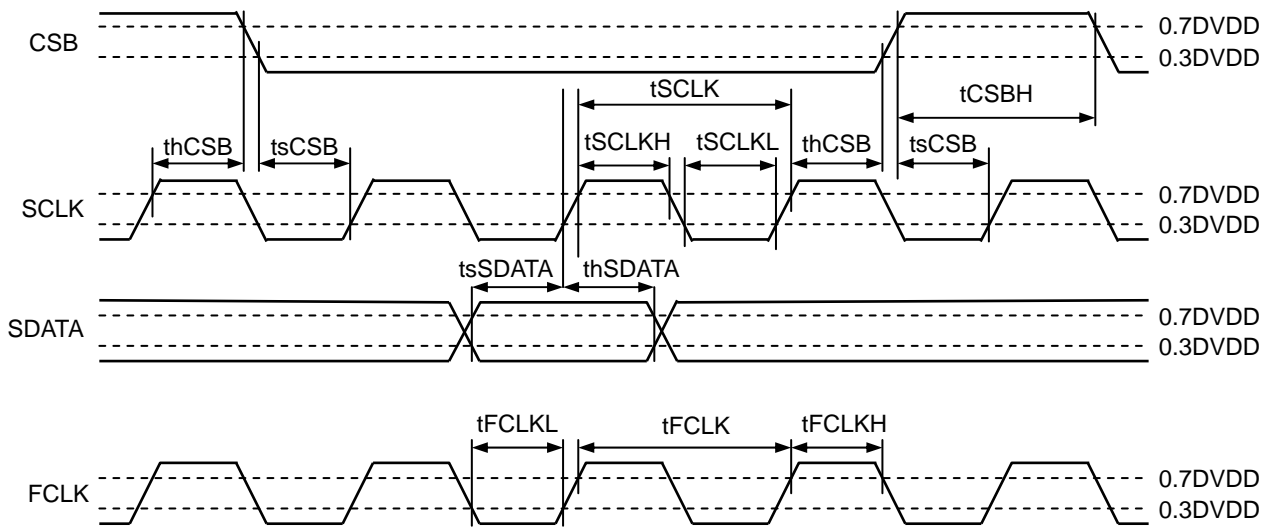 CSB
0.7DVDD
0.3DVDD
tSCLK
tCSBH
thCSB
tsCSB
tSCLKH
tSCLKL
thCSB
tsCSB
SCLK
0.7DVDD
0.3DVDD
tsSDATA
thSDATA
SDATA
0.7DVDD
0.3DVDD
tFCLKL
tFCLK
tFCLKH
FCLK
0.7DVDD
0.3DVDD